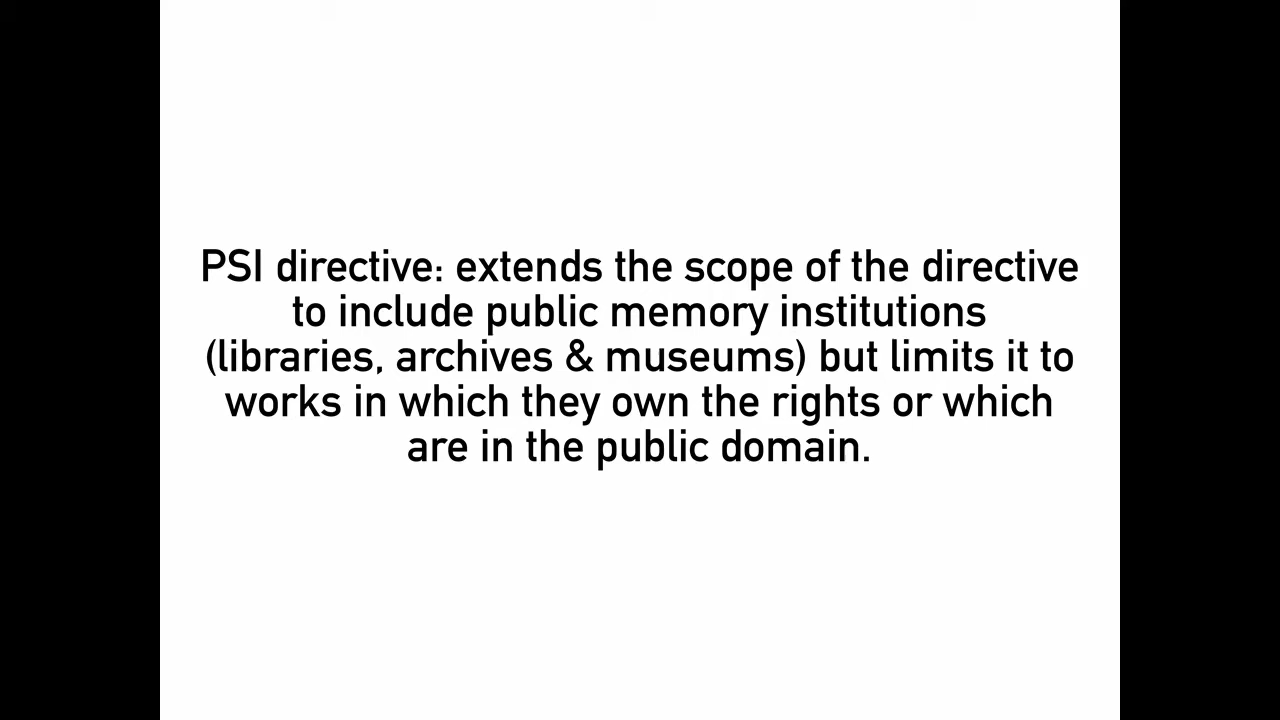 PSI directive: extends the scope of the directive
to include public memory institutions
(libraries, archives & museums) but limits it to
works in which they own the rights or which
are in the public domain.